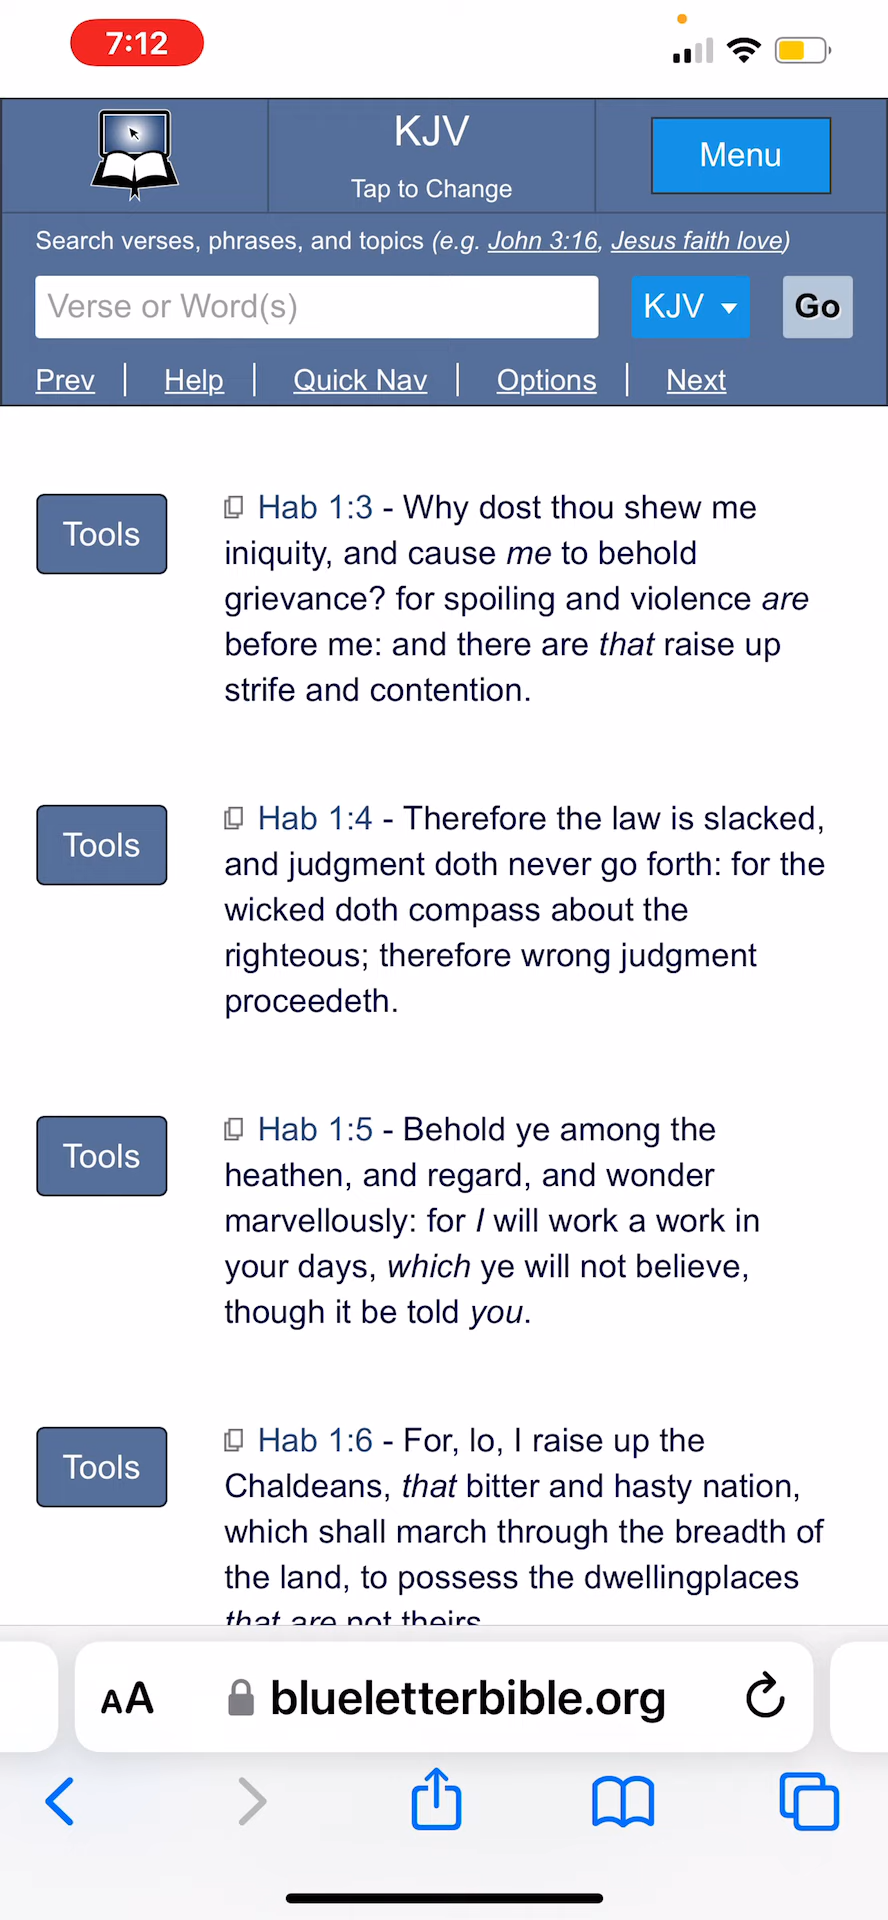 7:12
KJV
Tap to Change
Menu
Search verses, phrases, and topics (e.g. John 3:16, Jesus faith love)
Verse or Word(s)
KJV
Go
Prev | Help | Quick Nav | Options | Next
Tools
Hab 1:3 - Why dost thou shew me
iniquity, and cause me to behold
grievance? for spoiling and violence are
before me: and there are that raise up
strife and contention.
Tools
Hab 1:4 - Therefore the law is slacked,
and judgment doth never go forth: for the
wicked doth compass about the
righteous; therefore wrong judgment
proceedeth.
Tools
Hab 1:5 - Behold ye among the
heathen, and regard, and wonder
marvellously: for I will work a work in
your days, which ye will not believe,
though it be told you.
Tools
Hab 1:6 - For, lo, I raise up the
Chaldeans, that bitter and hasty nation,
which shall march through the breadth of
the land, to possess the dwellingplaces
that are not theirs
AA
blueletterbible.org